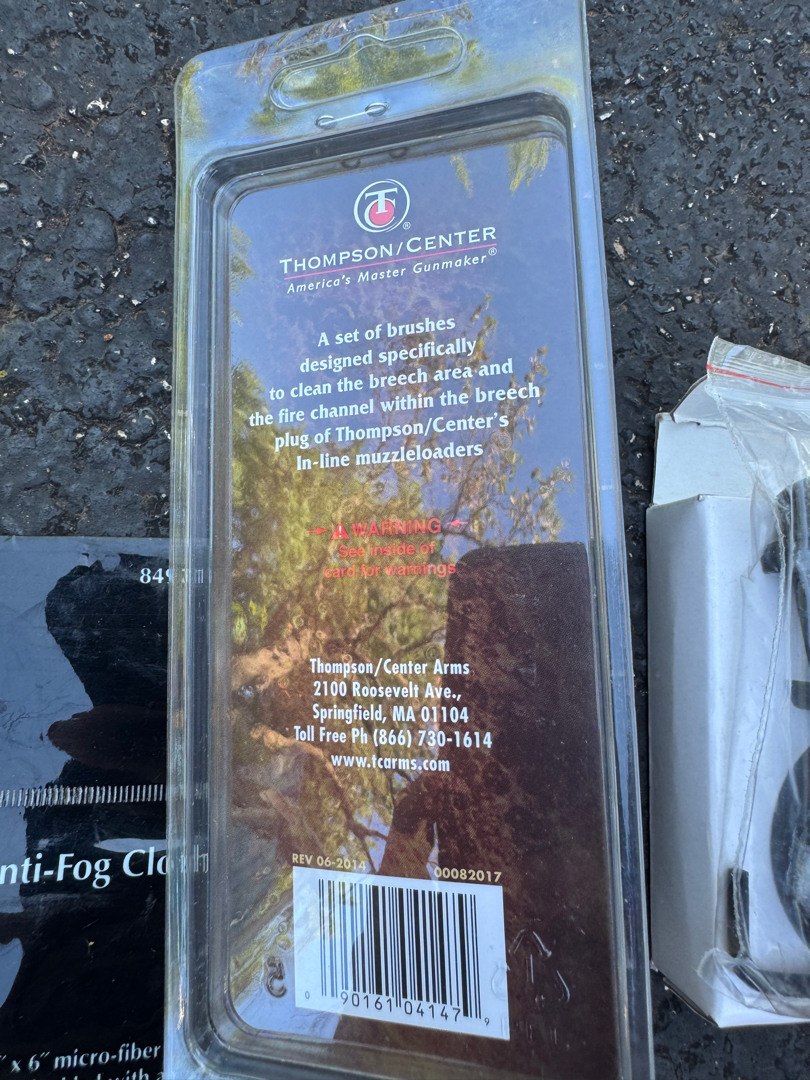 TC®
THOMPSON/CENTER
America's Master Gunmaker®
A set of brushes
designed specifically
to clean the breech area and
the fire channel within the breech
plug of Thompson/Center's
In-line muzzleloaders
WARNING
See inside of
card for warnings.
Thompson/Center Arms
2100 Roosevelt Ave.,
Springfield, MA 01104
Toll Free Ph (866) 730-1614
www.tcarms.com
REV 06-2014 00082017
0 90161 04147 9
nti-Fog Cloth
″ x 6″ micro-fiber